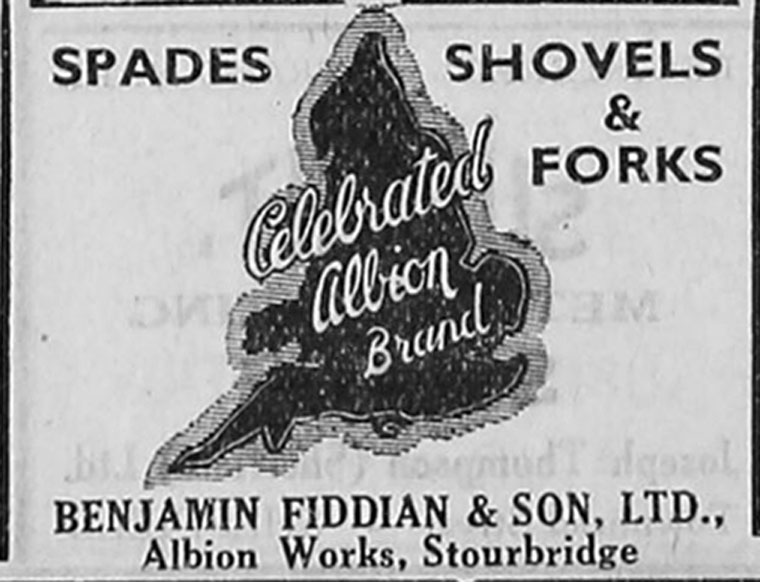 SPADES SHOVELS
&
FORKS
Celebrated
Albion
Brand
BENJAMIN FIDDIAN & SON, LTD.,
Albion Works, Stourbridge